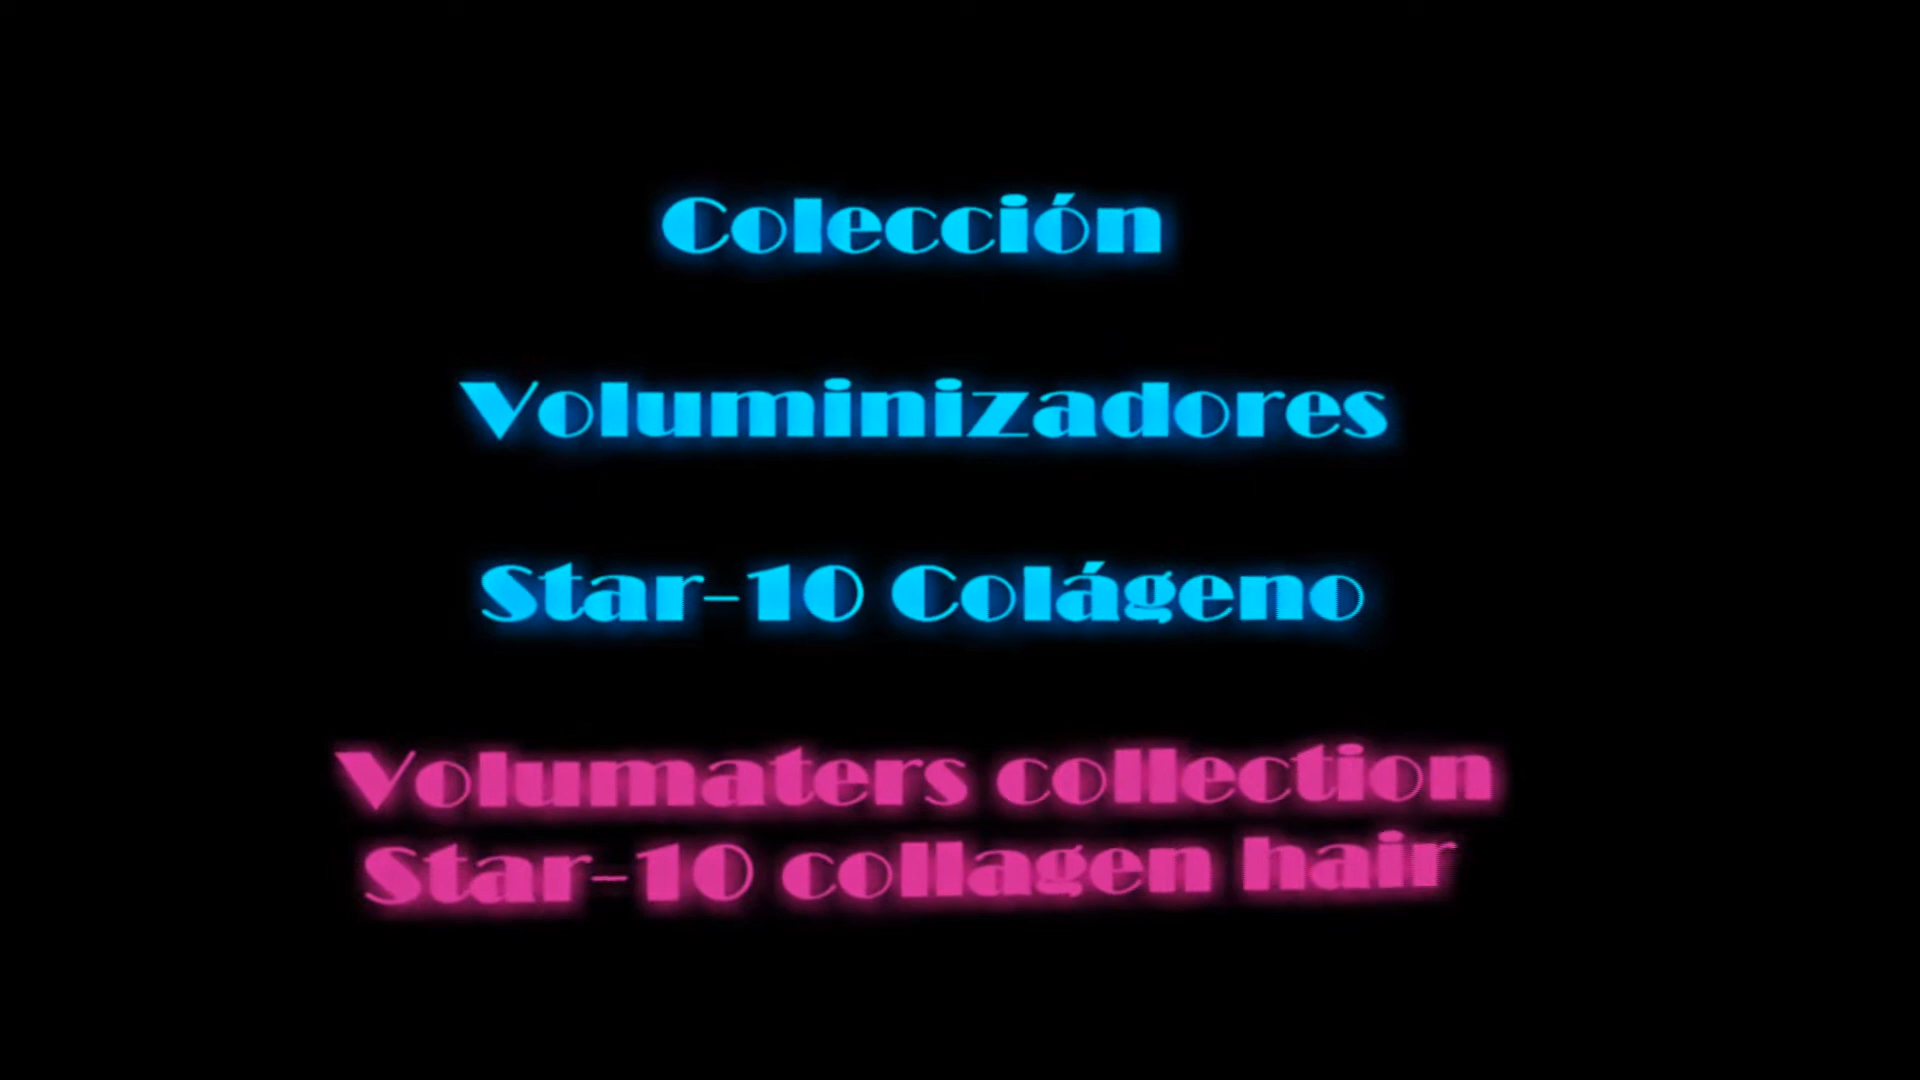 Colección
Voluminizadores
Star-10 Colágeno
Volumaters collection
Star-10 collagen hair